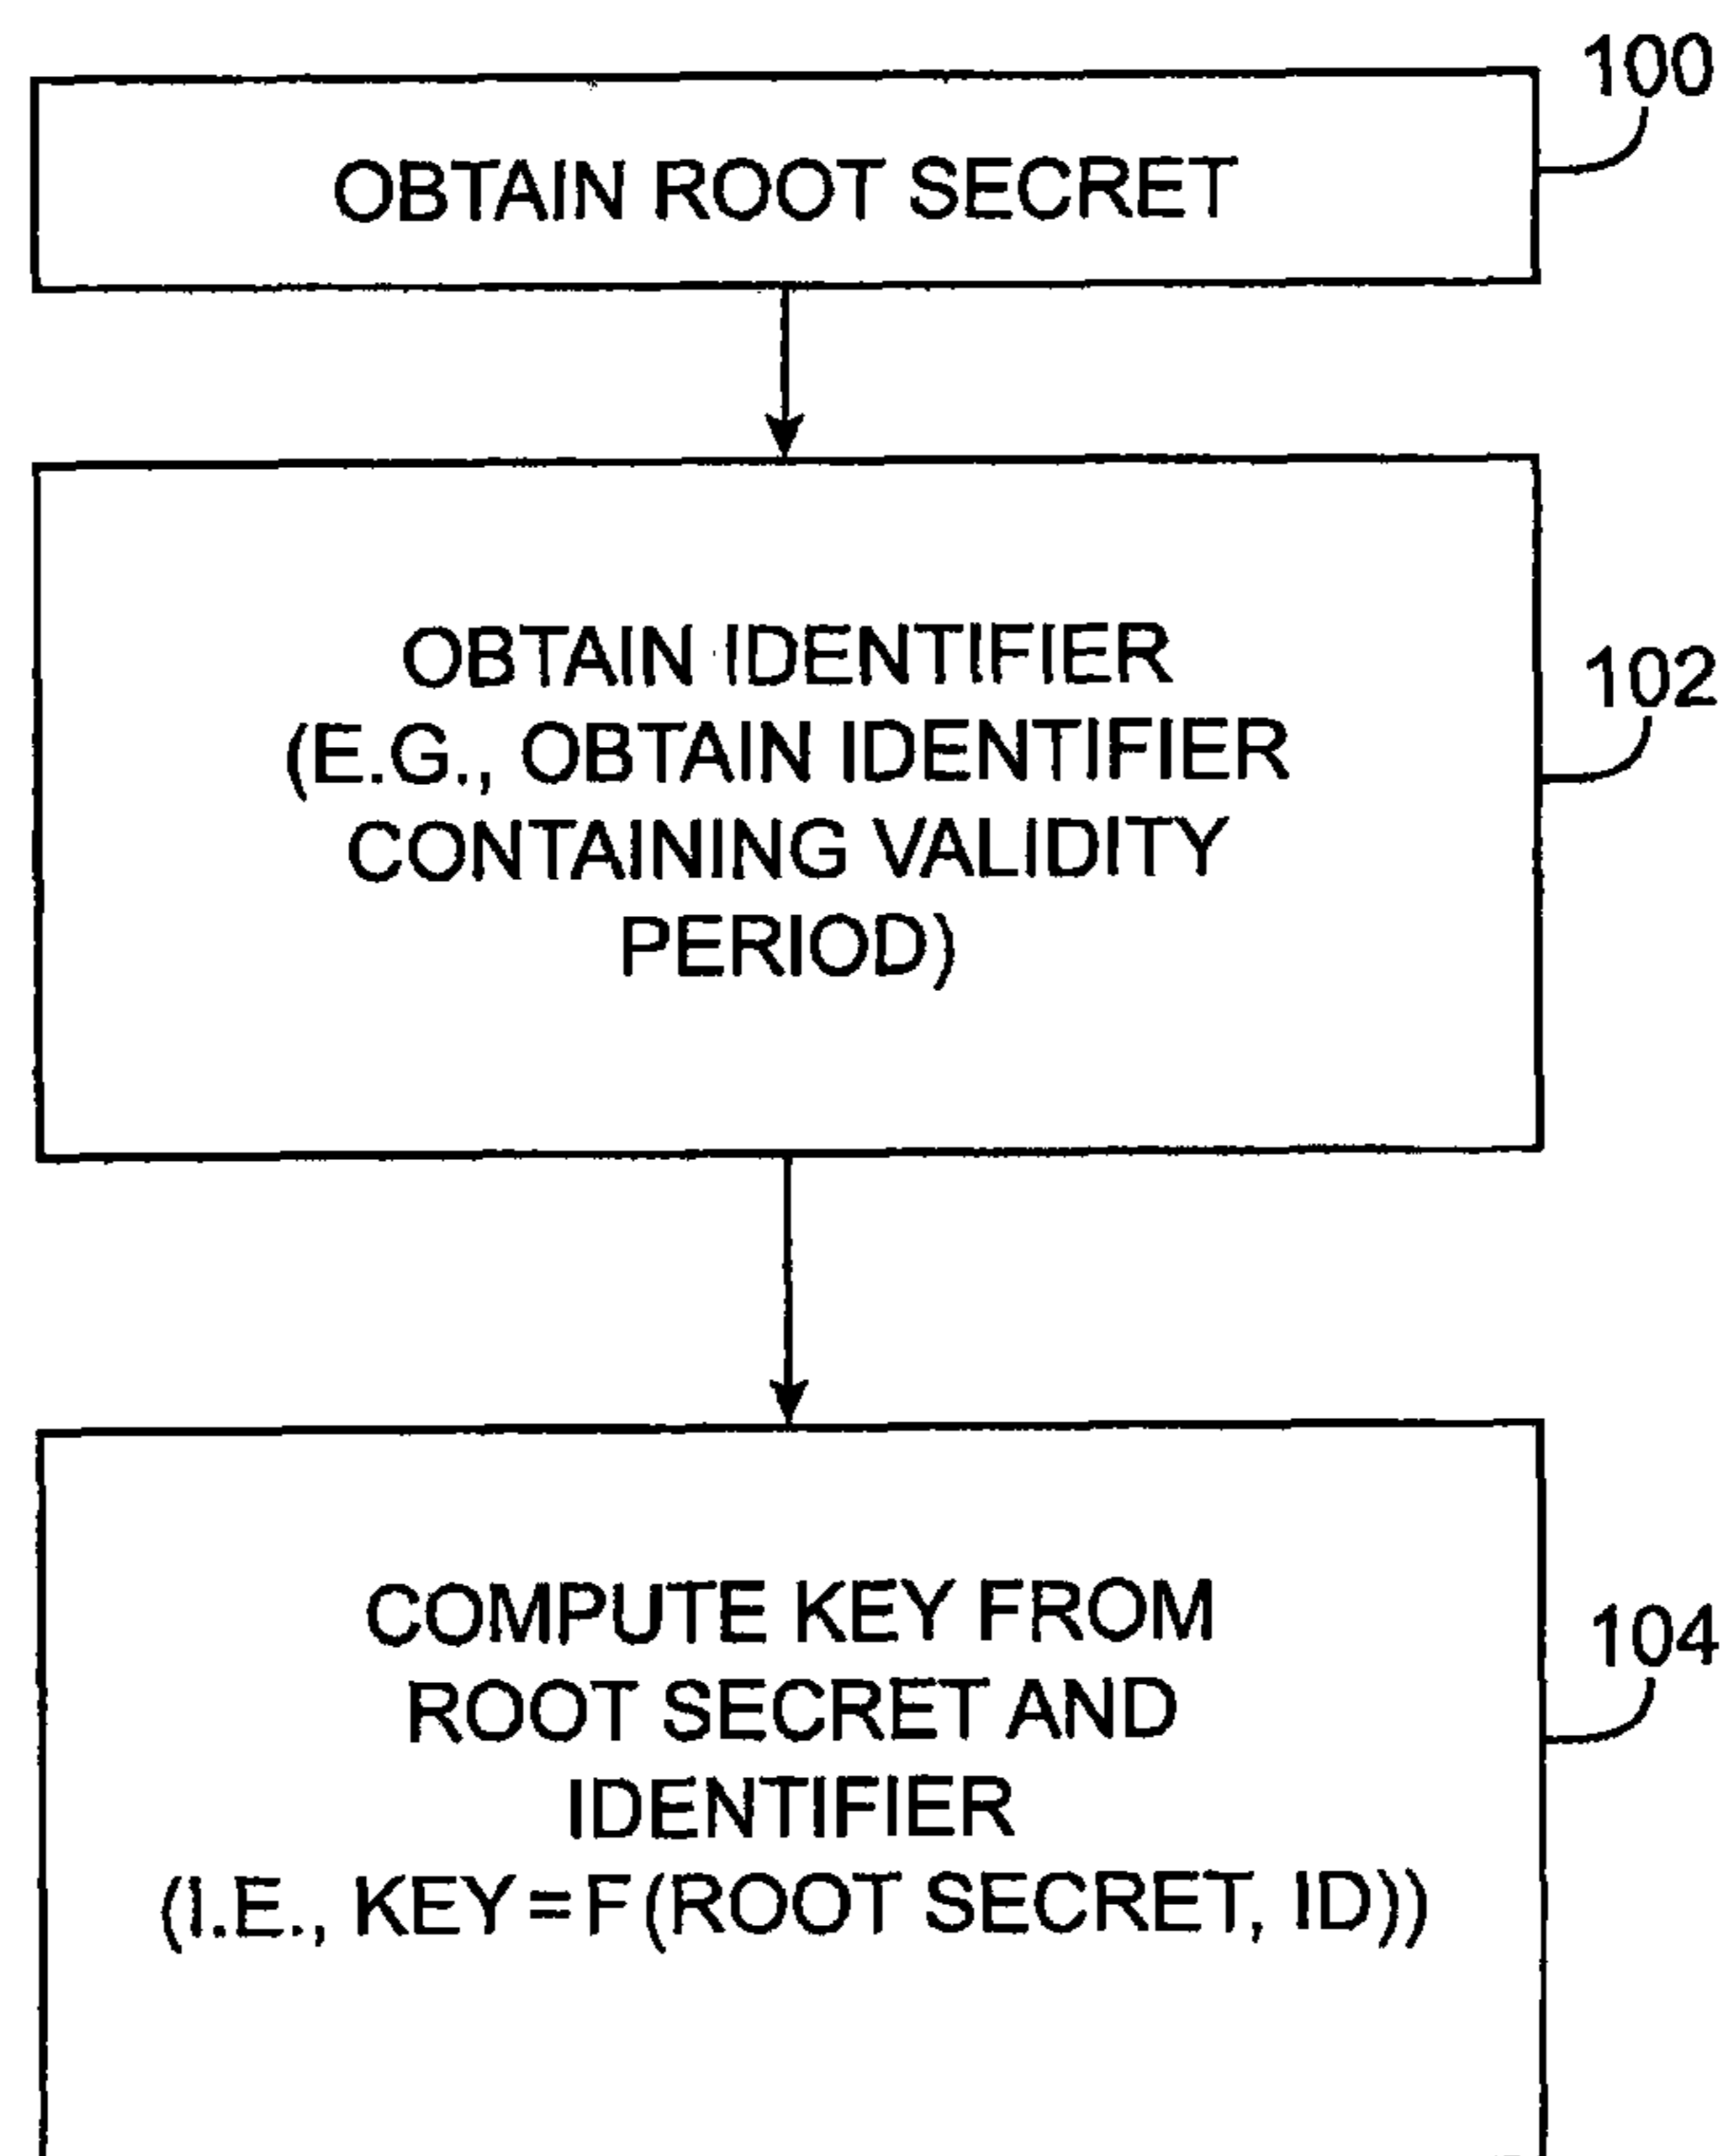 100
OBTAIN ROOT SECRET
OBTAIN IDENTIFIER
102
(E.G., OBTAIN IDENTIFIER
CONTAINING VALIDITY
PERIOD)
COMPUTE KEY FROM
104
ROOT SECRET AND
IDENTIFIER
(I.E., KEY=F(ROOT SECRET, ID))